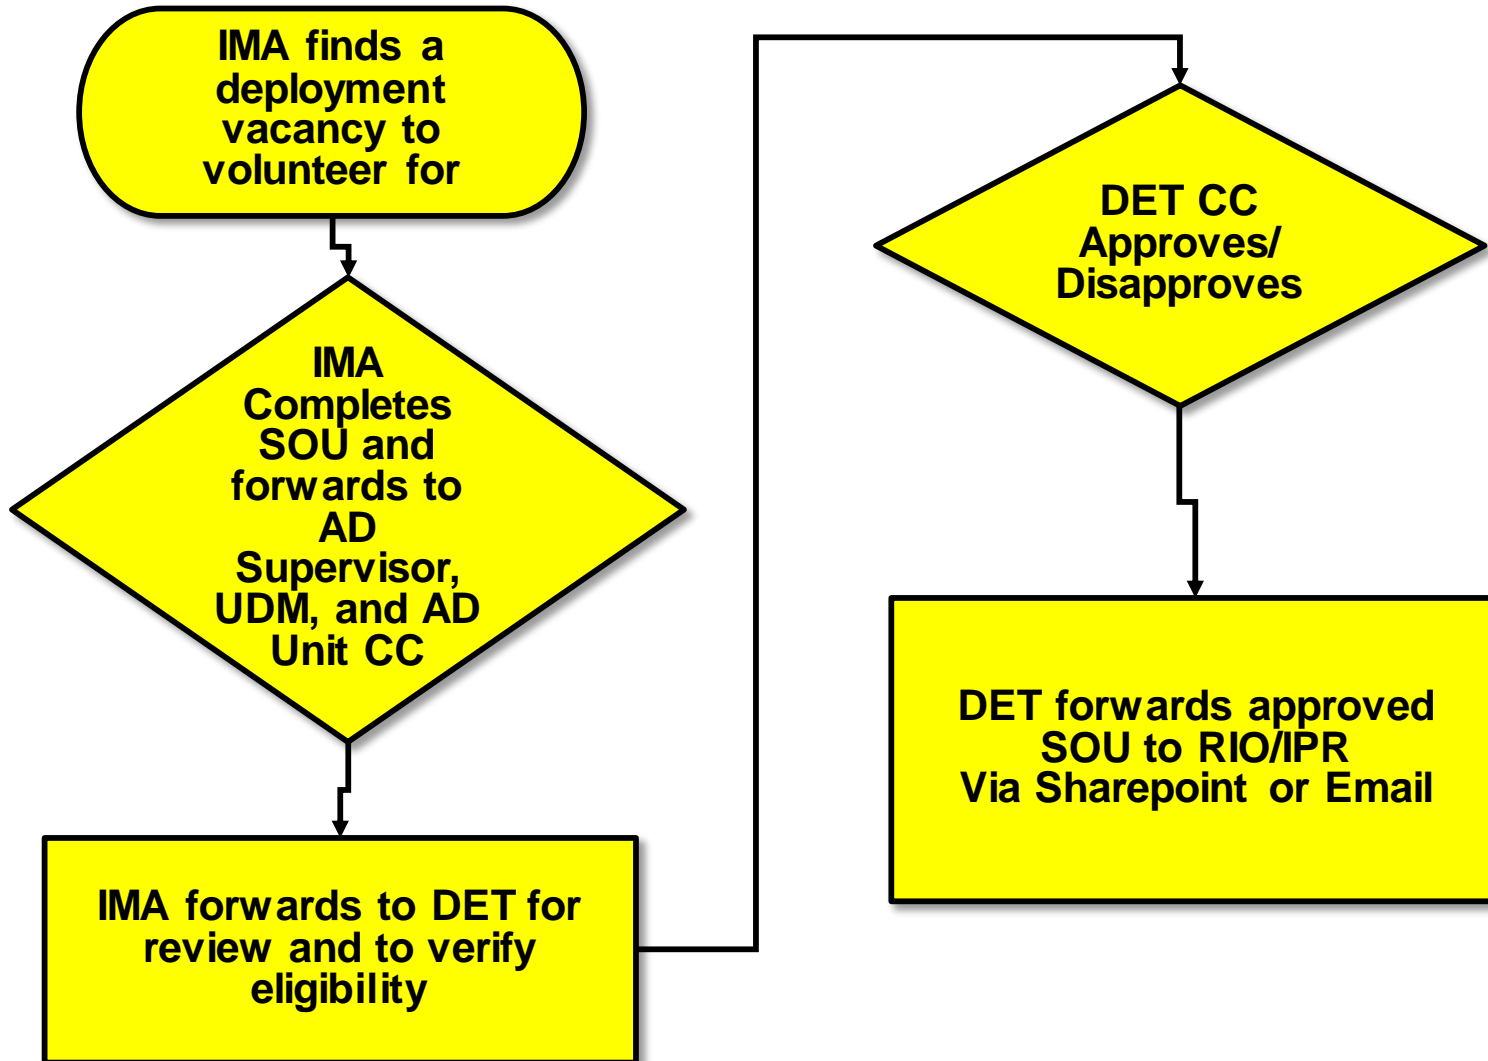 IMA finds a
deployment
vacancy to
volunteer for
IMA
Completes
SOU and
forwards to
AD
Supervisor,
UDM, and AD
Unit CC
IMA forwards to DET for
review and to verify
eligibility
DET CC
Approves/
Disapproves
DET forwards approved
SOU to RIO/IPR
Via Sharepoint or Email